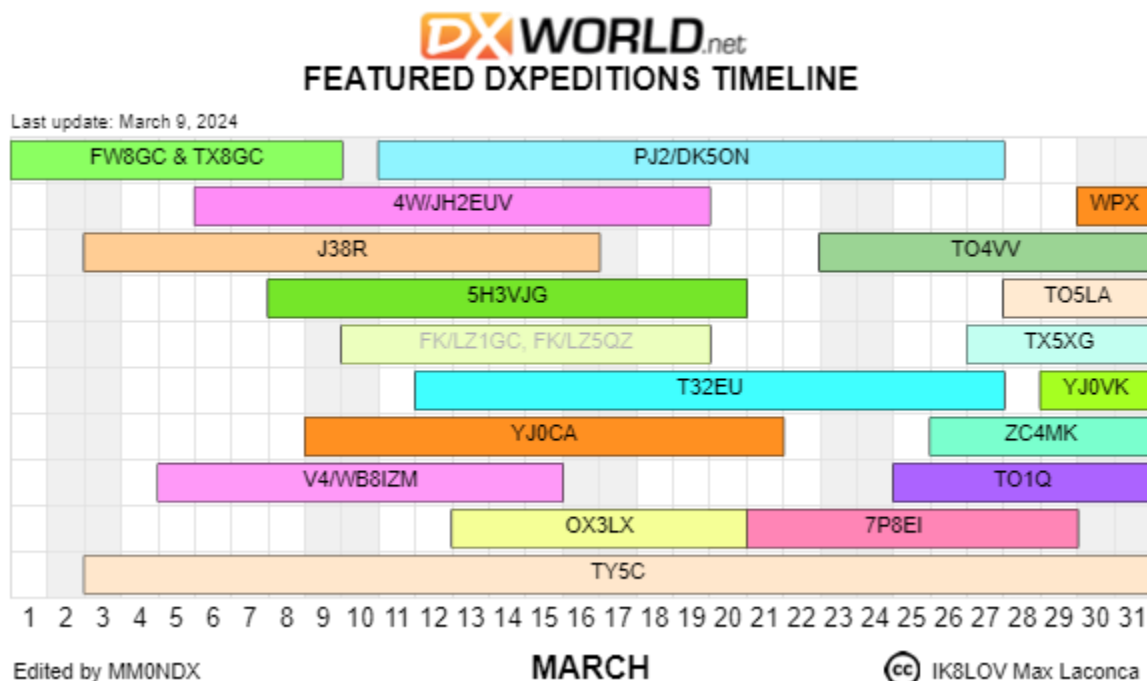 DX WORLD.net
FEATURED DXPEDITIONS TIMELINE
Last update: March 9, 2024
FW8GC & TX8GC PJ2/DK5ON
4W/JH2EUV WPX
J38R TO4VV
5H3VJG TO5LA
FK/LZ1GC, FK/LZ5QZ TX5XG
T32EU YJ0VK
YJ0CA ZC4MK
V4/WB8IZM TO1Q
OX3LX 7P8EI
TY5C
1 2 3 4 5 6 7 8 9 10 11 12 13 14 15 16 17 18 19 20 21 22 23 24 25 26 27 28 29 30 31
Edited by MM0NDX MARCH cc IK8LOV Max Laconca